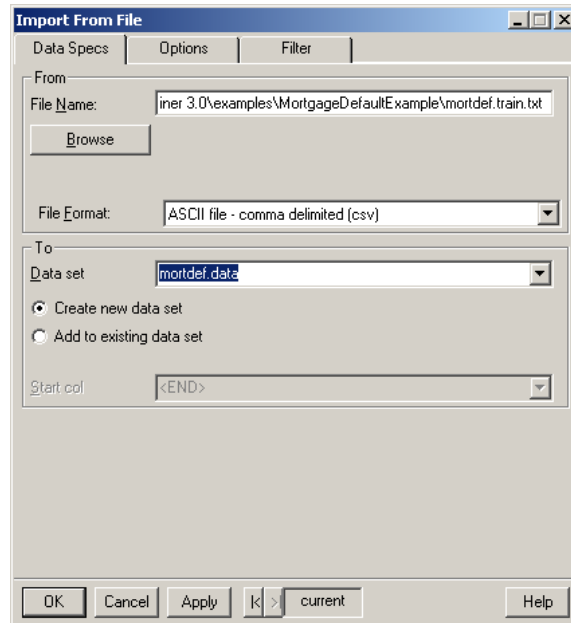 Import From File
Data Specs Options Filter
From
File Name: iner 3.0\examples\MortgageDefaultExample\mortdef.train.txt
Browse
File Format: ASCII file - comma delimited (csv)
To
Data set mortdef.data
Create new data set
Add to existing data set
Start col <END>
OK Cancel Apply |< >| current Help